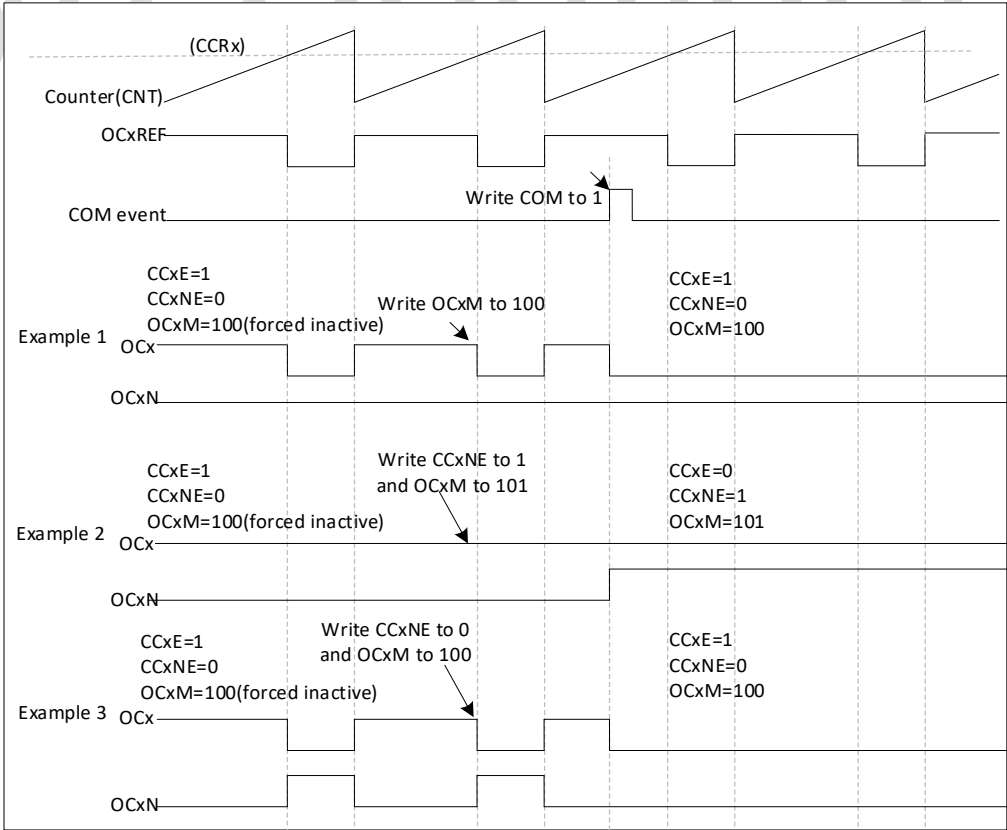 (CCRx)
Counter(CNT)
OCxREF
Write COM to 1
COM event
CCxE=1
CCxNE=0
OCxM=100(forced inactive)
Write OCxM to 100
CCxE=1
CCxNE=0
OCxM=100
Example 1
OCx
OCxN
CCxE=1
CCxNE=0
OCxM=100(forced inactive)
Write CCxNE to 1
and OCxM to 101
CCxE=0
CCxNE=1
OCxM=101
Example 2
OCx
OCxN
CCxE=1
CCxNE=0
OCxM=100(forced inactive)
Write CCxNE to 0
and OCxM to 100
CCxE=1
CCxNE=0
OCxM=100
Example 3
OCx
OCxN